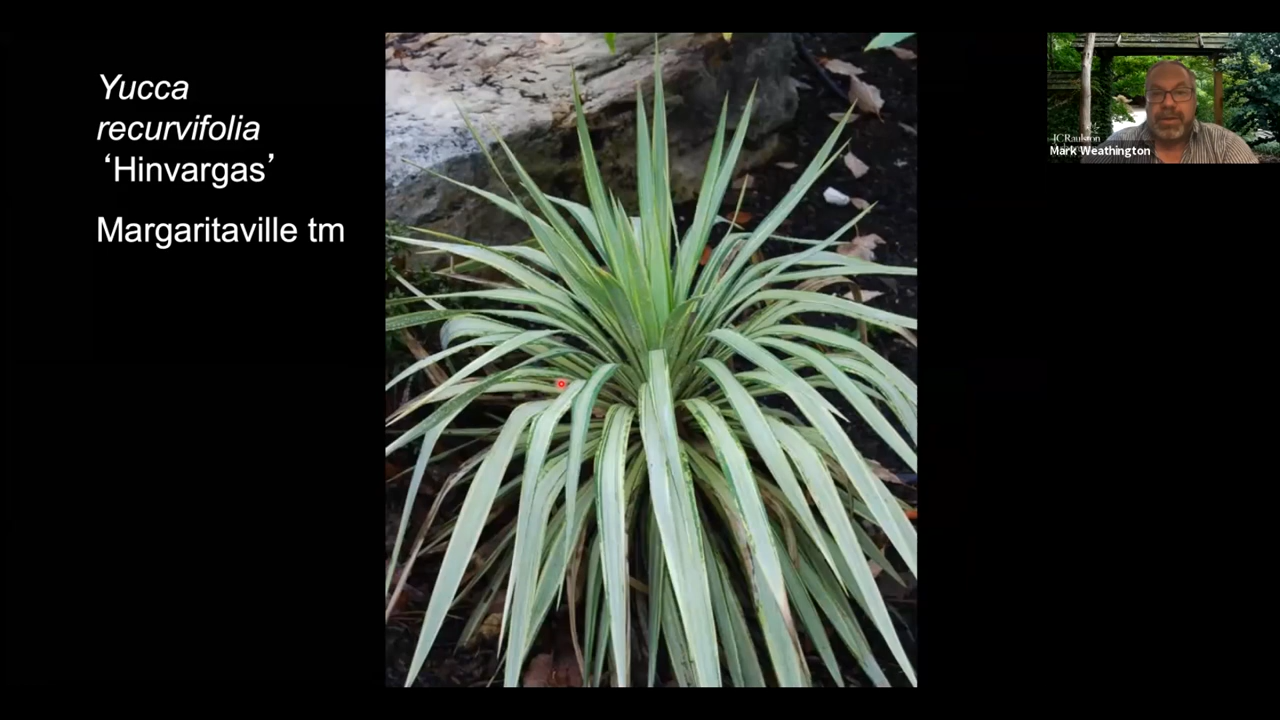 Yucca
recurvifolia
‘Hinvargas’
Margaritaville tm
JCRaulston
Mark Weathington